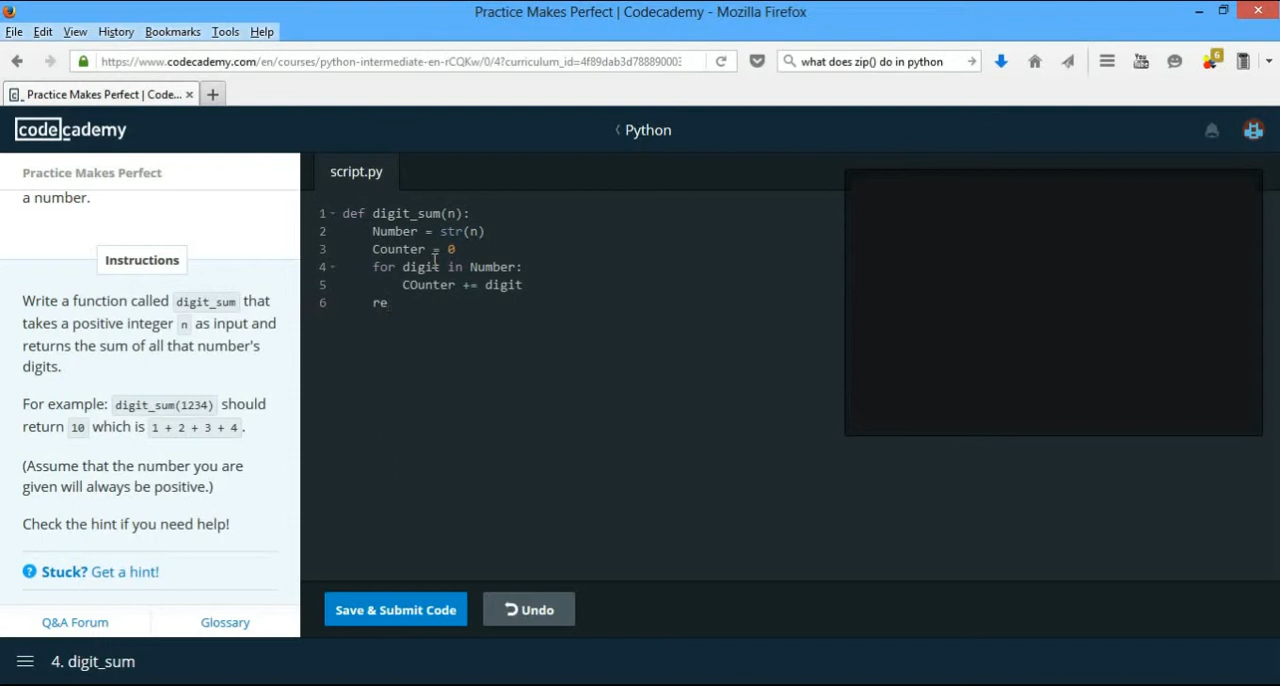 Practice Makes Perfect | Codecademy - Mozilla Firefox
File Edit View History Bookmarks Tools Help
https://www.codecademy.com/en/courses/python-intermediate-en-rCQKw/0/4?curriculum_id=4f89dab3d78889000:
what does zip() do in python
6
Practice Makes Perfect | Code...
codecademy
Python
Practice Makes Perfect
a number.
Instructions
Write a function called digit_sum that
takes a positive integer n as input and
returns the sum of all that number's
digits.
For example: digit_sum(1234) should
return 10 which is 1 + 2 + 3 + 4 .
(Assume that the number you are
given will always be positive.)
Check the hint if you need help!
? Stuck? Get a hint!
Q&A Forum Glossary
script.py
1 def digit_sum(n):
2 Number = str(n)
3 Counter = 0
4 for digit in Number:
5 COunter += digit
6 re
Save & Submit Code Undo
4. digit_sum